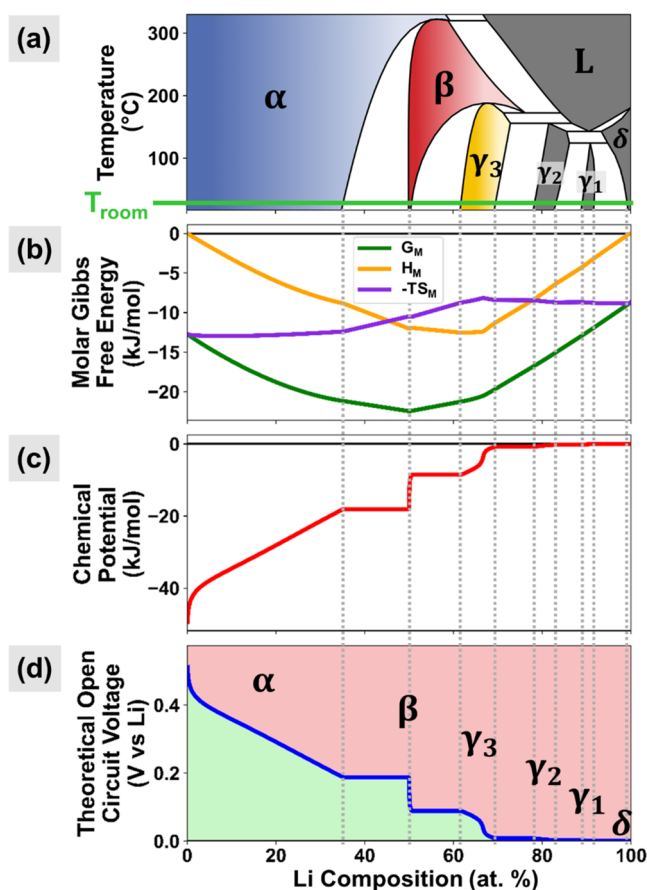 (a)
Temperature
(°C)
300
200
100
α
β
γ3
γ2
γ1
L
δ
Troom
(b)
Molar Gibbs
Free Energy
(kJ/mol)
0
−5
−10
−15
−20
GM
HM
-TSM
(c)
Chemical
Potential
(kJ/mol)
0
−20
−40
(d)
Theoretical Open
Circuit Voltage
(V vs Li)
0.4
0.2
0.0
α
β
γ3
γ2
γ1
δ
0 20 40 60 80 100
Li Composition (at. %)